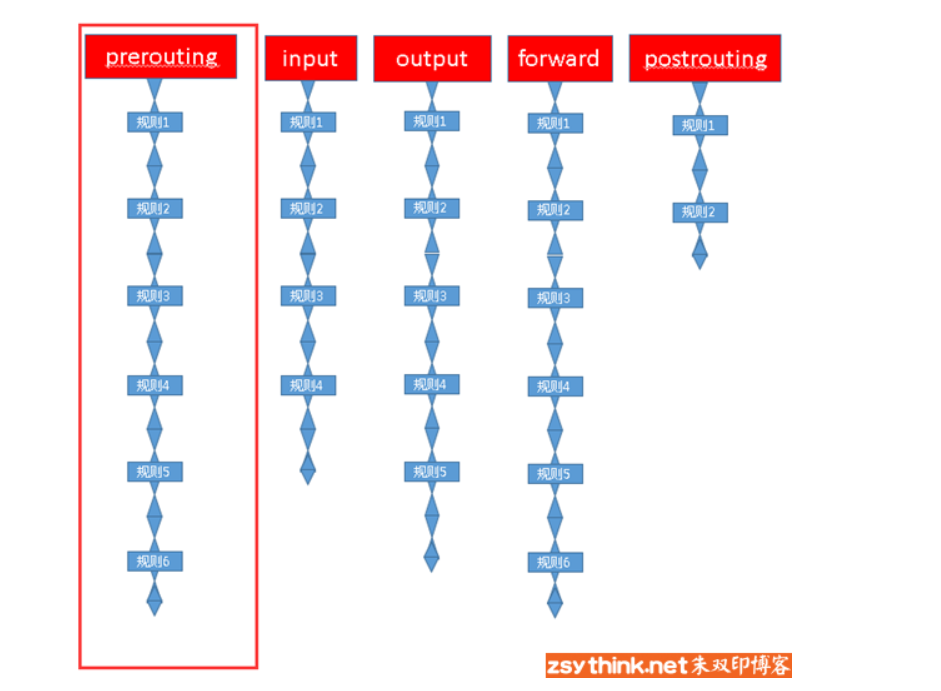 prerouting
规则1
规则2
规则3
规则4
规则5
规则6
input
规则1
规则2
规则3
规则4
output
规则1
规则2
规则3
规则4
规则5
forward
规则1
规则2
规则3
规则4
规则5
规则6
postrouting
规则1
规则2
zsythink.net朱双印博客